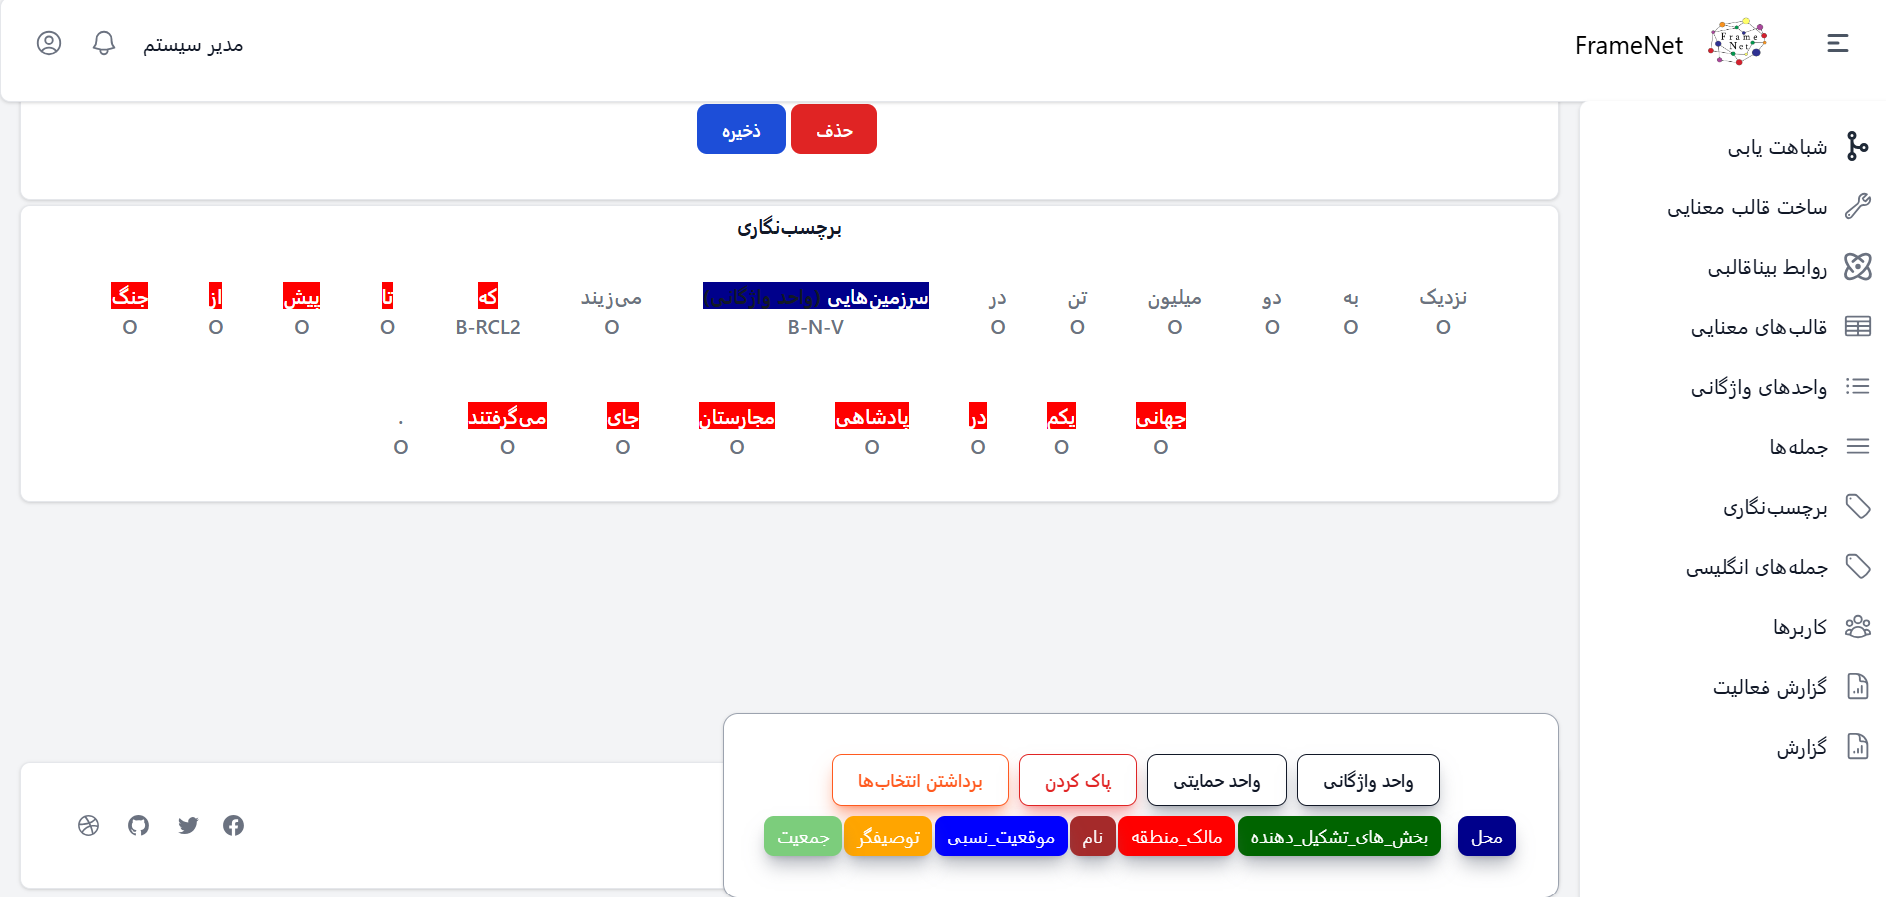 FrameNet
Frame
Net
مدیر سیستم
شباهت یابی
ساخت قالب معنایی
روابط بیناقالبی
قالب‌های معنایی
واحدهای واژگانی
جمله‌ها
برچسب‌نگاری
جمله‌های انگلیسی
کاربرها
گزارش فعالیت
گزارش
حذف ذخیره
برچسب‌نگاری
نزدیک به دو میلیون تن در سرزمین‌هایی (واحد واژگانی) می‌زیند که تا پیش از جنگ
O O O O O O B-N-V O B-RCL2 O O O O
جهانی یکم در پادشاهی مجارستان جای می‌گرفتند .
O O O O O O O O
واحد واژگانی واحد حمایتی پاک کردن برداشتن انتخاب‌ها
محل بخش_های_تشکیل_دهنده مالک_منطقه نام موقعیت_نسبی توصیفگر جمعیت